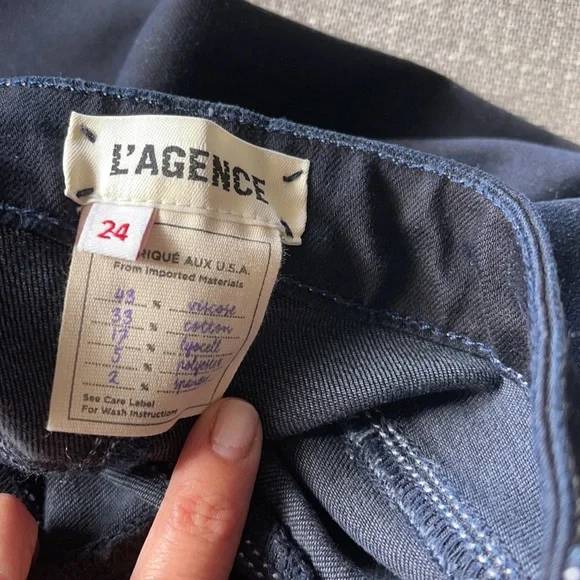 L'AGENCE
24
RIQUÉ AUX U.S.A.
From Imported Materials
43 % viscose
33 % cotton
17 % lyocell
5 % polyester
2 %
See Care Label
For Wash Instructions